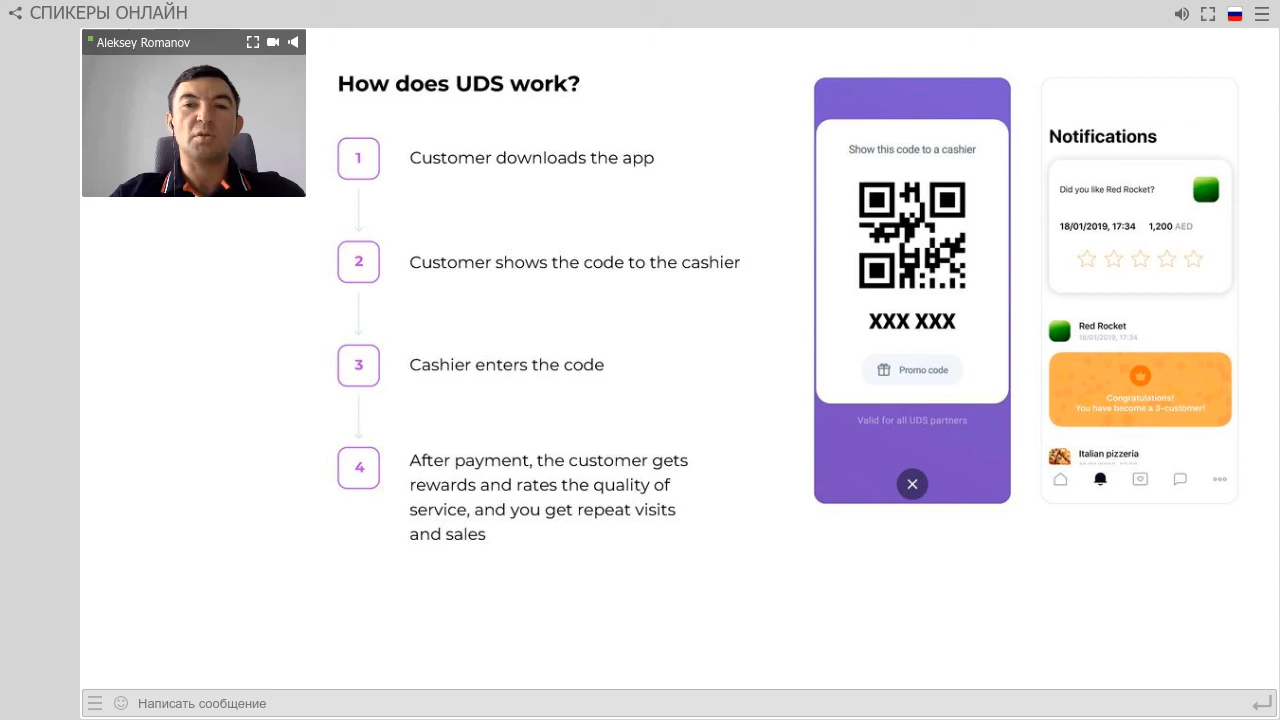 СПИКЕРЫ ОНЛАЙН
Aleksey Romanov
How does UDS work?
1
Customer downloads the app
2
Customer shows the code to the cashier
3
Cashier enters the code
4
After payment, the customer gets
rewards and rates the quality of
service, and you get repeat visits
and sales
Show this code to a cashier
XXX XXX
Promo code
Valid for all UDS partners
Notifications
Did you like Red Rocket?
18/01/2019, 17:34 1,200 AED
Red Rocket
18/01/2019, 17:34
Congratulations!
You have become a 3-customer!
Italian pizzeria
Написать сообщение